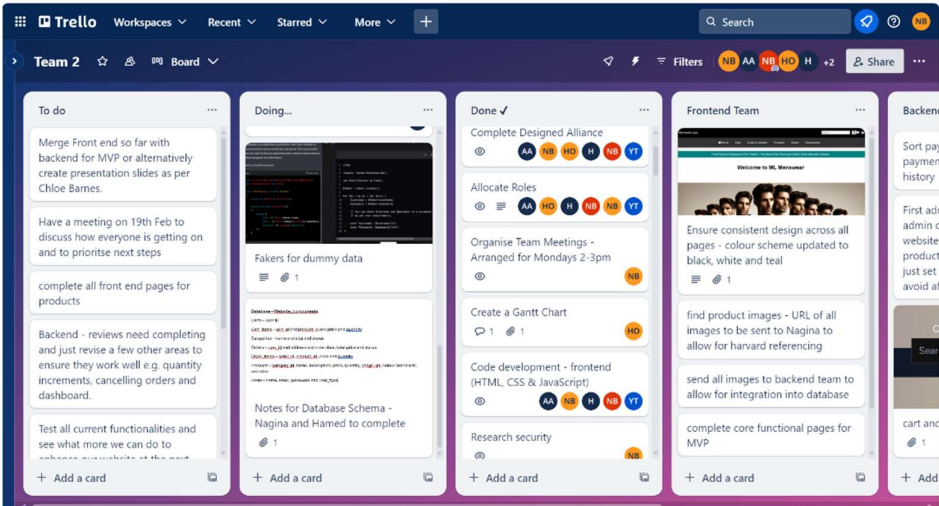 Trello
Workspaces
Recent
Starred
More
+
Search
NB
Team 2
Board
Filters
NB AA NB HO H +2
Share
To do
Merge Front end so far with
backend for MVP or alternatively
create presentation slides as per
Chloe Barnes.
Have a meeting on 19th Feb to
discuss how everyone is getting on
and to prioritse next steps
complete all front end pages for
products
Backend - reviews need completing
and just revise a few other areas to
ensure they work well e.g. quantity
increments, cancelling orders and
dashboard.
Test all current functionalities and
see what more we can do to
enhance our website at the next
+ Add a card
Doing...
Fakers for dummy data
1
Notes for Database Schema -
Nagina and Hamed to complete
1
+ Add a card
Done ✓
Complete Designed Alliance
AA NB HO H NB YT
Allocate Roles
AA HO H NB NB YT
Organise Team Meetings -
Arranged for Mondays 2-3pm
NB
Create a Gantt Chart
1 1
HO
Code development - frontend
(HTML, CSS & JavaScript)
AA NB H NB YT
Research security
NB
+ Add a card
Frontend Team
Welcome to ML Menswear
Ensure consistent design across all
pages - colour scheme updated to
black, white and teal
1
find product images - URL of all
images to be sent to Nagina to
allow for harvard referencing
send all images to backend team to
allow for integration into database
complete core functional pages for
MVP
+ Add a card
Backen
Sort pay
paymen
history
First adr
admin c
website
product
just set
avoid af
Sear
cart and
1
+ Add